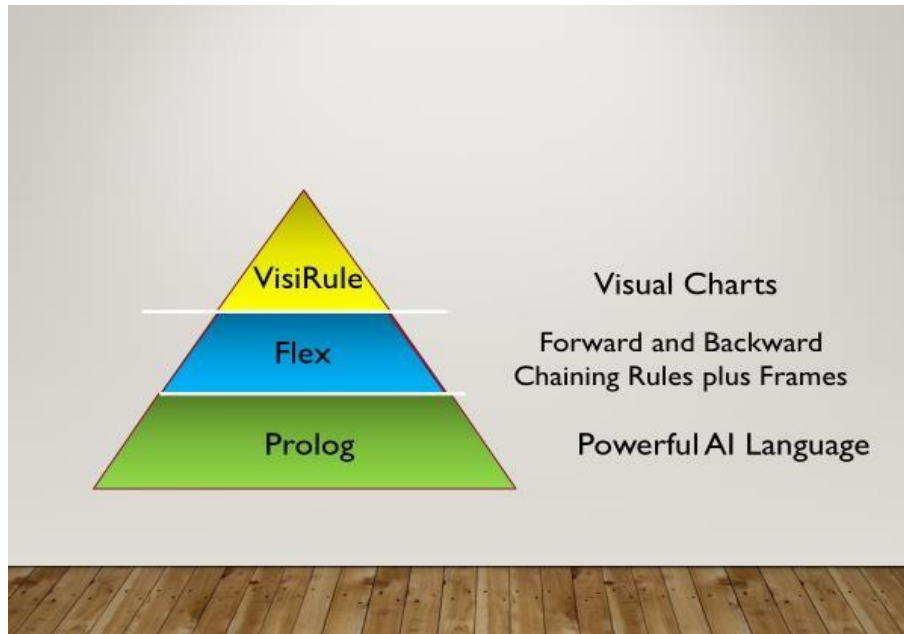 VisiRule
Visual Charts
Flex
Forward and Backward
Chaining Rules plus Frames
Prolog
Powerful AI Language